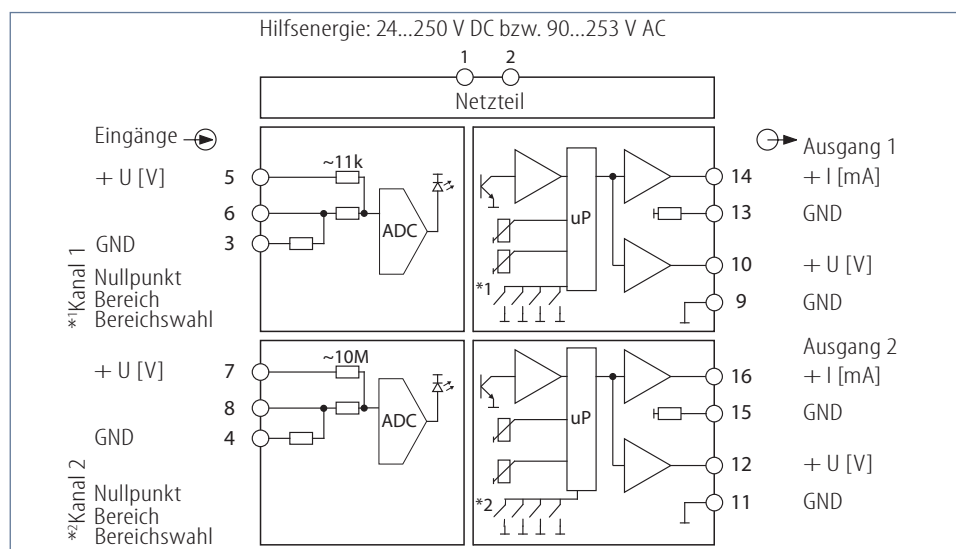 Hilfsenergie: 24...250 V DC bzw. 90...253 V AC
1 2
Netzteil
Eingänge
+ U [V] 5
~11k
6
GND 3
ADC
Nullpunkt
Bereich
Bereichswahl
*1Kanal 1
uP
*1
Ausgang 1
14 + I [mA]
13 GND
10 + U [V]
9 GND
+ U [V] 7
~10M
8
GND 4
ADC
Nullpunkt
Bereich
Bereichswahl
*2Kanal 2
uP
*2
Ausgang 2
16 + I [mA]
15 GND
12 + U [V]
11 GND